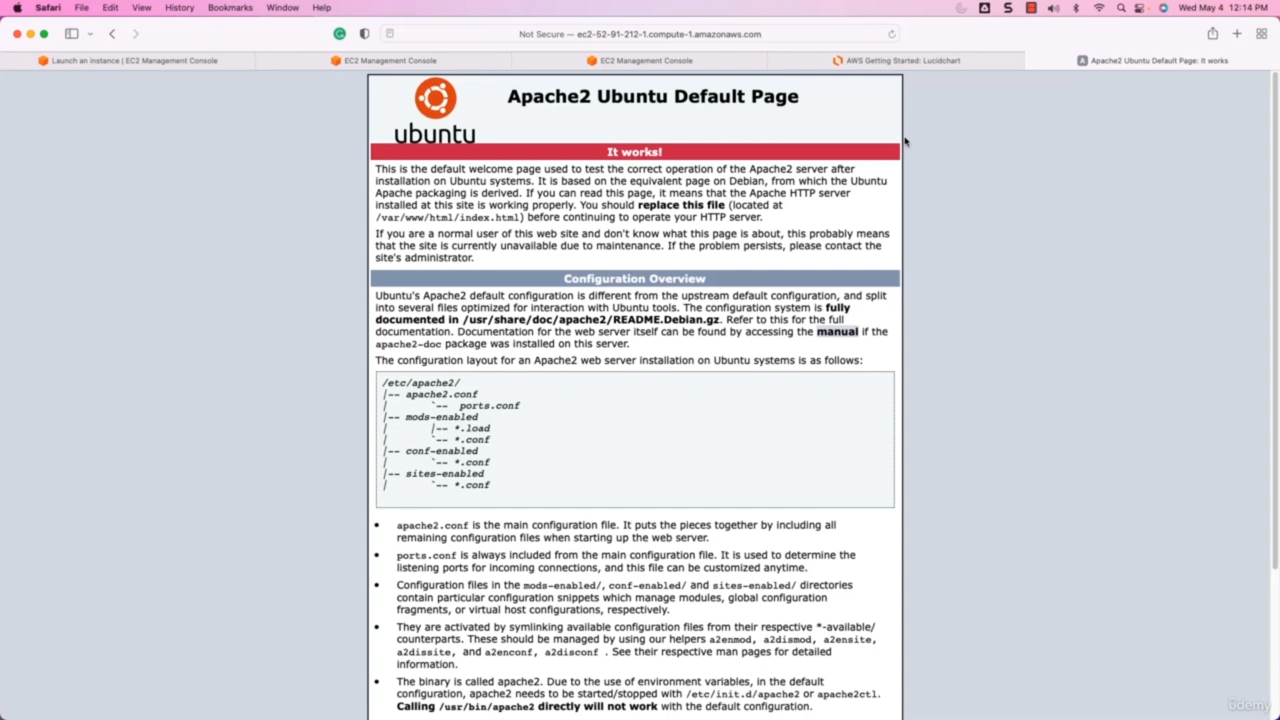 Safari File Edit View History Bookmarks Window Help Wed May 4 12:14 PM
Not Secure — ec2-52-91-212-1.compute-1.amazonaws.com
Launch an instance | EC2 Management Console EC2 Management Console EC2 Management Console AWS Getting Started: Lucidchart Apache2 Ubuntu Default Page: It works
Apache2 Ubuntu Default Page
ubuntu
It works!
This is the default welcome page used to test the correct operation of the Apache2 server after
installation on Ubuntu systems. It is based on the equivalent page on Debian, from which the Ubuntu
Apache packaging is derived. If you can read this page, it means that the Apache HTTP server
installed at this site is working properly. You should replace this file (located at
/var/www/html/index.html) before continuing to operate your HTTP server.
If you are a normal user of this web site and don't know what this page is about, this probably means
that the site is currently unavailable due to maintenance. If the problem persists, please contact the
site's administrator.
Configuration Overview
Ubuntu's Apache2 default configuration is different from the upstream default configuration, and split
into several files optimized for interaction with Ubuntu tools. The configuration system is fully
documented in /usr/share/doc/apache2/README.Debian.gz. Refer to this for the full
documentation. Documentation for the web server itself can be found by accessing the manual if the
apache2-doc package was installed on this server.
The configuration layout for an Apache2 web server installation on Ubuntu systems is as follows:
/etc/apache2/
|-- apache2.conf
|       `--  ports.conf
|-- mods-enabled
|       |-- *.load
|       `-- *.conf
|-- conf-enabled
|       `-- *.conf
|-- sites-enabled
|       `-- *.conf
• apache2.conf is the main configuration file. It puts the pieces together by including all
remaining configuration files when starting up the web server.
• ports.conf is always included from the main configuration file. It is used to determine the
listening ports for incoming connections, and this file can be customized anytime.
• Configuration files in the mods-enabled/, conf-enabled/ and sites-enabled/ directories
contain particular configuration snippets which manage modules, global configuration
fragments, or virtual host configurations, respectively.
• They are activated by symlinking available configuration files from their respective *-available/
counterparts. These should be managed by using our helpers a2enmod, a2dismod, a2ensite,
a2dissite, and a2enconf, a2disconf . See their respective man pages for detailed
information.
• The binary is called apache2. Due to the use of environment variables, in the default
configuration, apache2 needs to be started/stopped with /etc/init.d/apache2 or apache2ctl.
Calling /usr/bin/apache2 directly will not work with the default configuration.
ûdemy